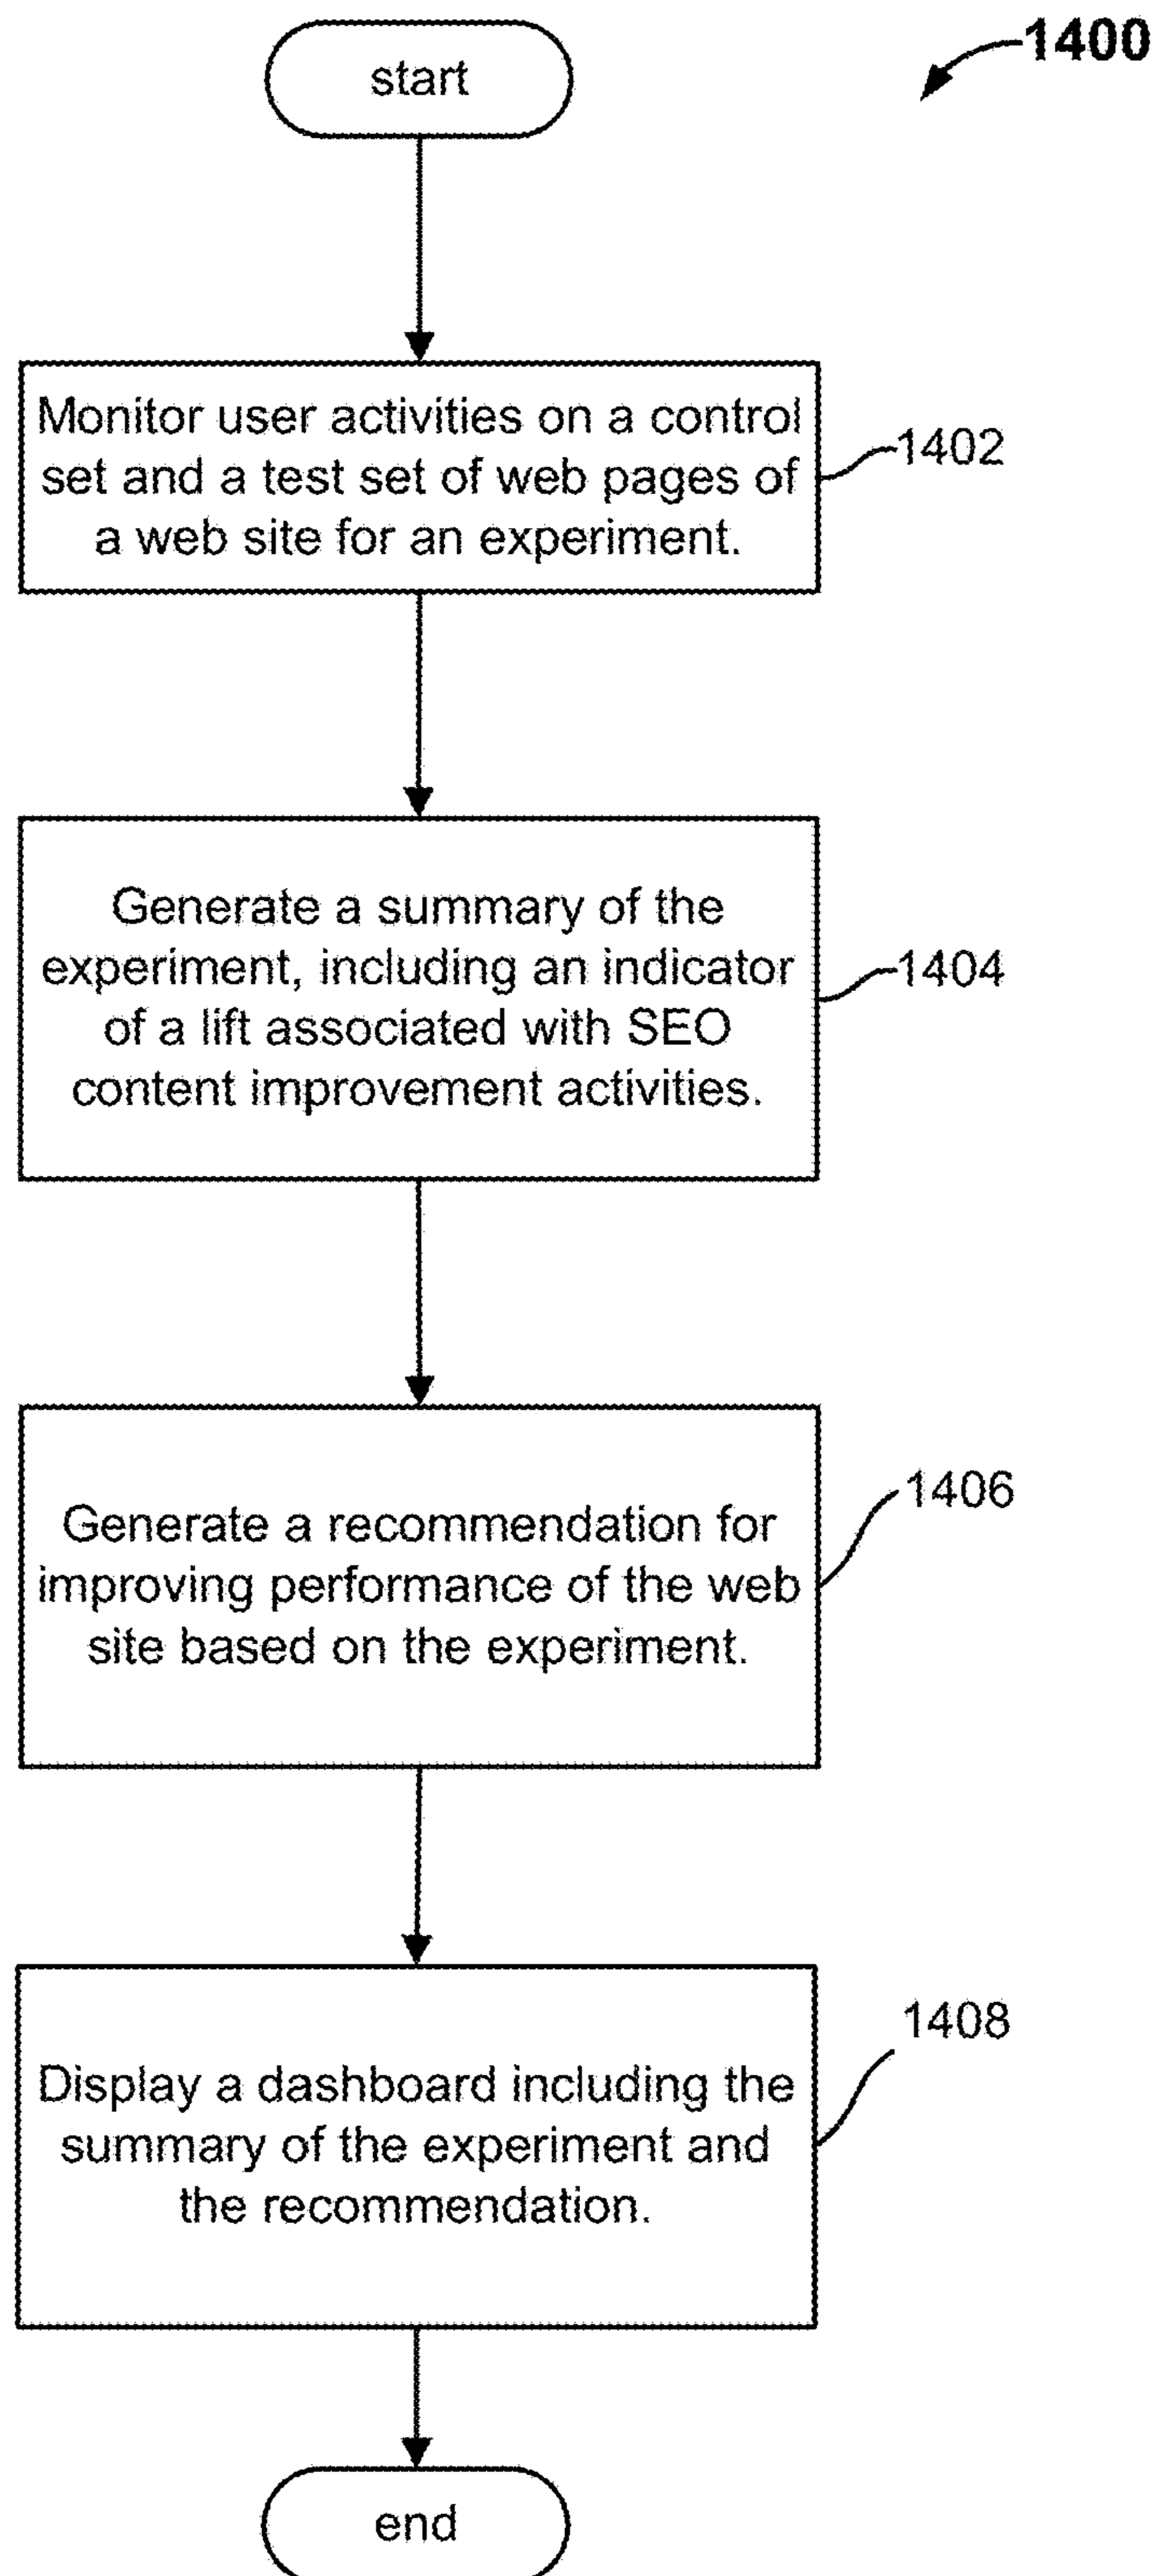 start
1400
Monitor user activities on a control
set and a test set of web pages of
a web site for an experiment.
1402
Generate a summary of the
experiment, including an indicator
of a lift associated with SEO
content improvement activities.
1404
Generate a recommendation for
improving performance of the web
site based on the experiment.
1406
Display a dashboard including the
summary of the experiment and
the recommendation.
1408
end